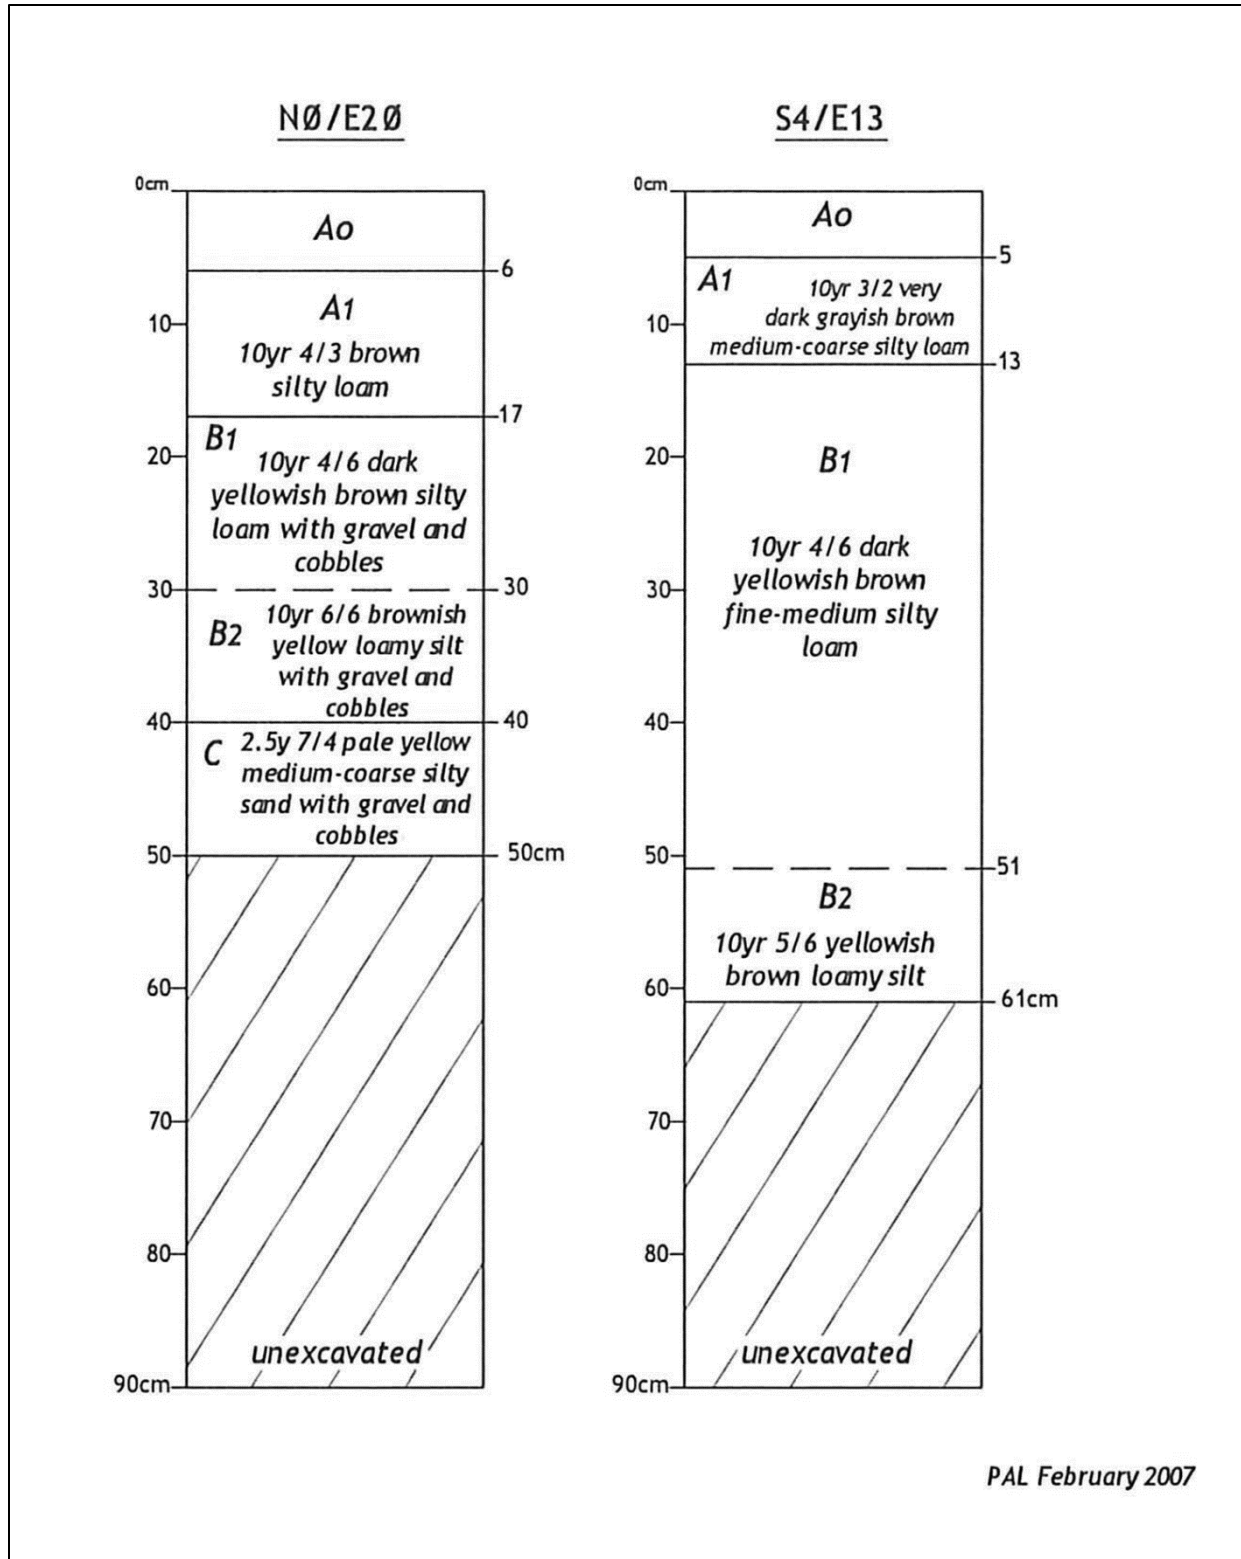 NØ/E2Ø
0cm
Ao
6
A1
10
10yr 4/3 brown
silty loam
17
B1
20
10yr 4/6 dark
yellowish brown silty
loam with gravel and
cobbles
30
30
B2
10yr 6/6 brownish
yellow loamy silt
with gravel and
cobbles
40
40
C
2.5y 7/4 pale yellow
medium-coarse silty
sand with gravel and
cobbles
50
50cm
60
70
80
unexcavated
90cm
S4/E13
0cm
Ao
5
A1
10yr 3/2 very
dark grayish brown
medium-coarse silty loam
10
13
20
B1
10yr 4/6 dark
yellowish brown
fine-medium silty
loam
30
40
50
51
B2
10yr 5/6 yellowish
brown loamy silt
60
61cm
70
80
unexcavated
90cm
PAL February 2007